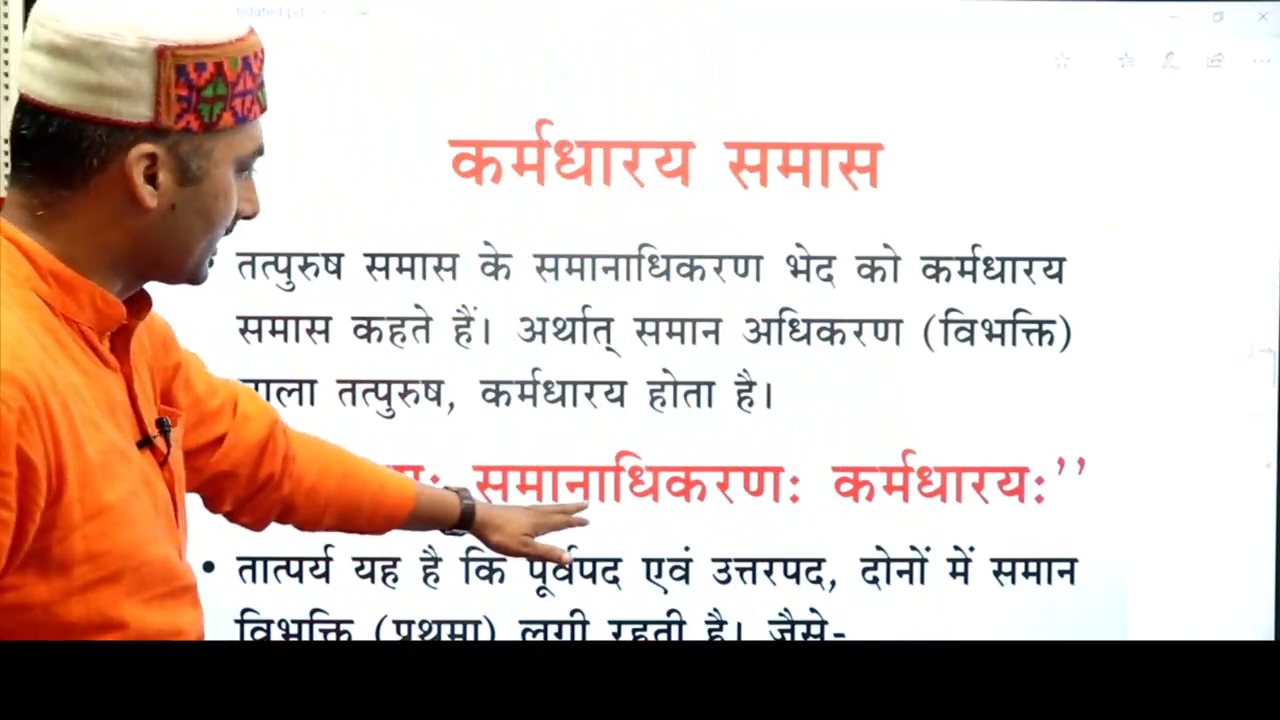 कर्मधारय समास
तत्पुरुष समास के समानाधिकरण भेद को कर्मधारय
समास कहते हैं। अर्थात् समान अधिकरण (विभक्ति)
तत्पुरुष, कर्मधारय होता है।
समानाधिकरणः कर्मधारयः’’
• तात्पर्य यह है कि पूर्वपद एवं उत्तरपद, दोनों में समान
विभक्ति (प्रथमा) लगी रहती है। जैसे-